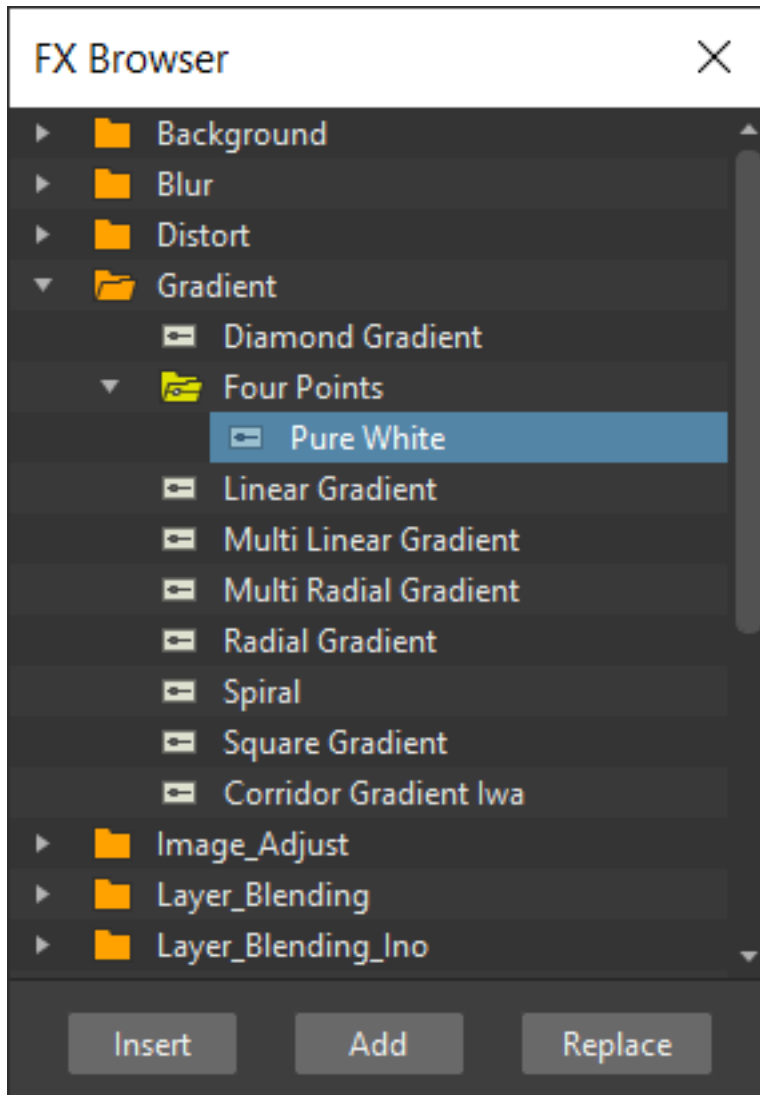 FX Browser
Background
Blur
Distort
Gradient
Diamond Gradient
Four Points
Pure White
Linear Gradient
Multi Linear Gradient
Multi Radial Gradient
Radial Gradient
Spiral
Square Gradient
Corridor Gradient Iwa
Image_Adjust
Layer_Blending
Layer_Blending_Ino
Insert Add Replace